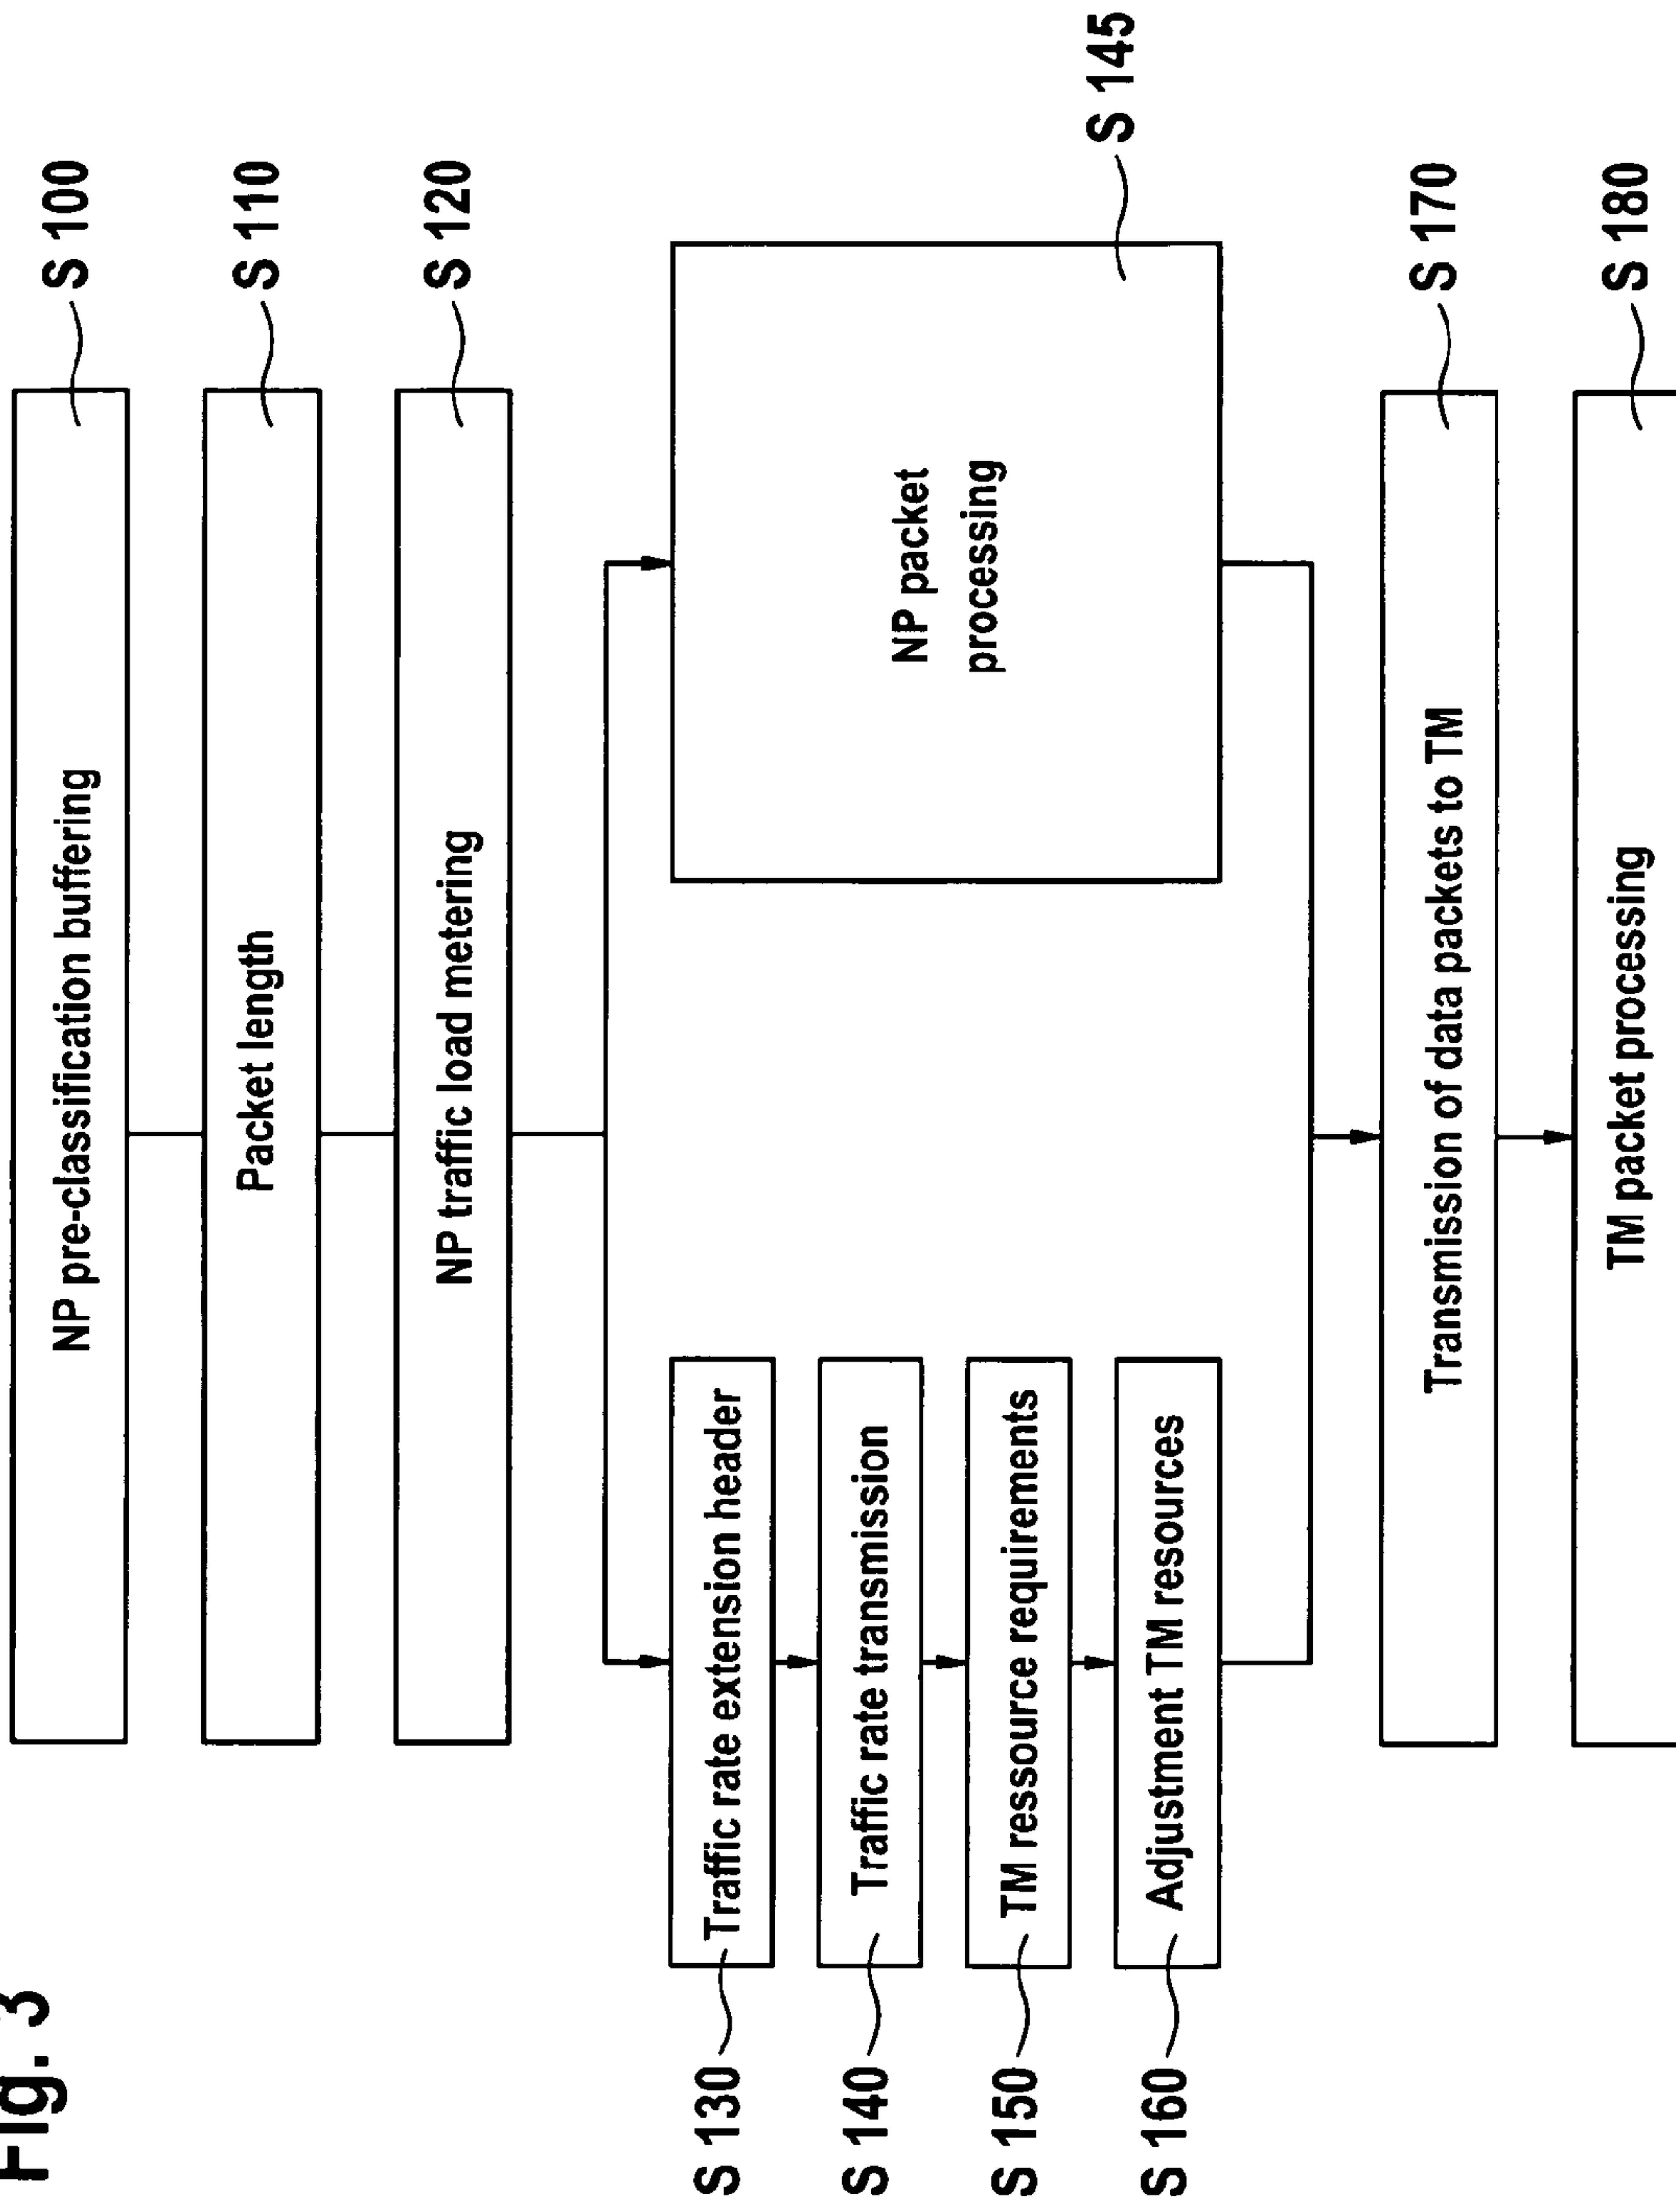 Fig. 3
NP pre-classification buffering
S 100
Packet length
S 110
NP traffic load metering
S 120
S 130
Traffic rate extension header
S 140
Traffic rate transmission
S 150
TM ressource requirements
S 160
Adjustment TM resources
NP packet
processing
S 145
Transmission of data packets to TM
S 170
TM packet processing
S 180